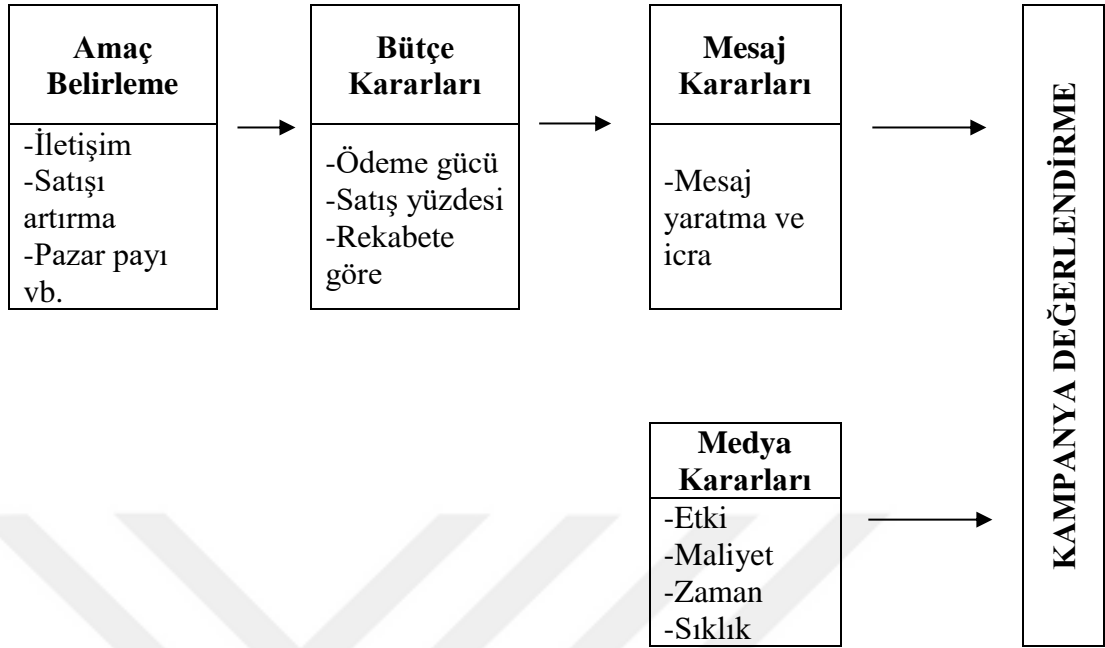 Amaç
Belirleme
-İletişim
-Satışı
artırma
-Pazar payı
vb.
Bütçe
Kararları
-Ödeme gücü
-Satış yüzdesi
-Rekabete
göre
Mesaj
Kararları
-Mesaj
yaratma ve
icra
Medya
Kararları
-Etki
-Maliyet
-Zaman
-Sıklık
KAMPANYA DEĞERLENDİRME